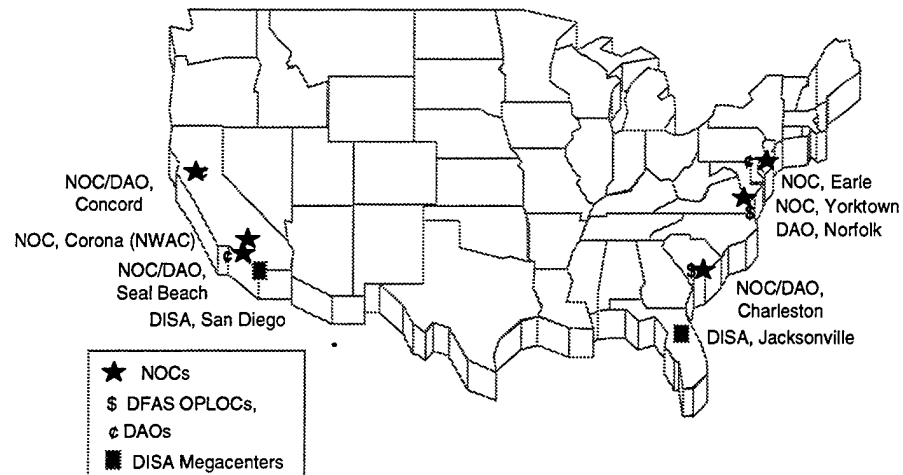 NOC/DAO,
Concord
NOC, Corona (NWAC)
NOC/DAO,
Seal Beach
DISA, San Diego
¢
¢
NOC, Earle
NOC, Yorktown
$
DAO, Norfolk
$
NOC/DAO,
Charleston
DISA, Jacksonville
NOCs
$ DFAS OPLOCs,
¢ DAOs
DISA Megacenters